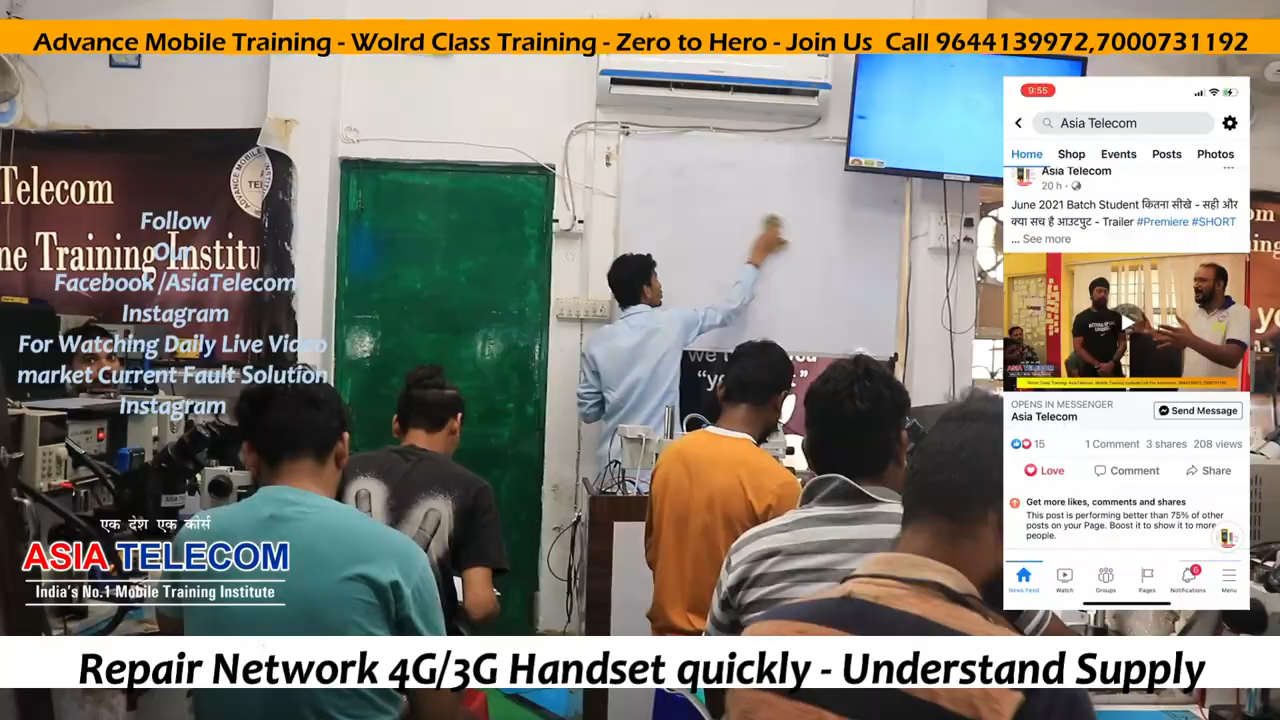 Advance Mobile Training - Wolrd Class Training - Zero to Hero - Join Us Call 9644139972,7000731192
Telecom
ne Training Institu
Follow
Our
Facebook /AsiaTelecom
Instagram
For Watching Daily Live Video
market Current Fault Solution
Instagram
एक देश एक कोर्स
ASIA TELECOM
India's No.1 Mobile Training Institute
9:55
Asia Telecom
Home Shop Events Posts Photos
Asia Telecom
20 h
June 2021 Batch Student कितना सीखे - सही और
क्या सच है आउटपुट - Trailer #Premiere #SHORT
... See more
OPENS IN MESSENGER
Asia Telecom
Send Message
15 1 Comment 3 shares 208 views
Love Comment Share
Get more likes, comments and shares
This post is performing better than 75% of other
posts on your Page. Boost it to show it to more
people.
6
News Feed Watch Groups Pages Notifications Menu
Repair Network 4G/3G Handset quickly - Understand Supply